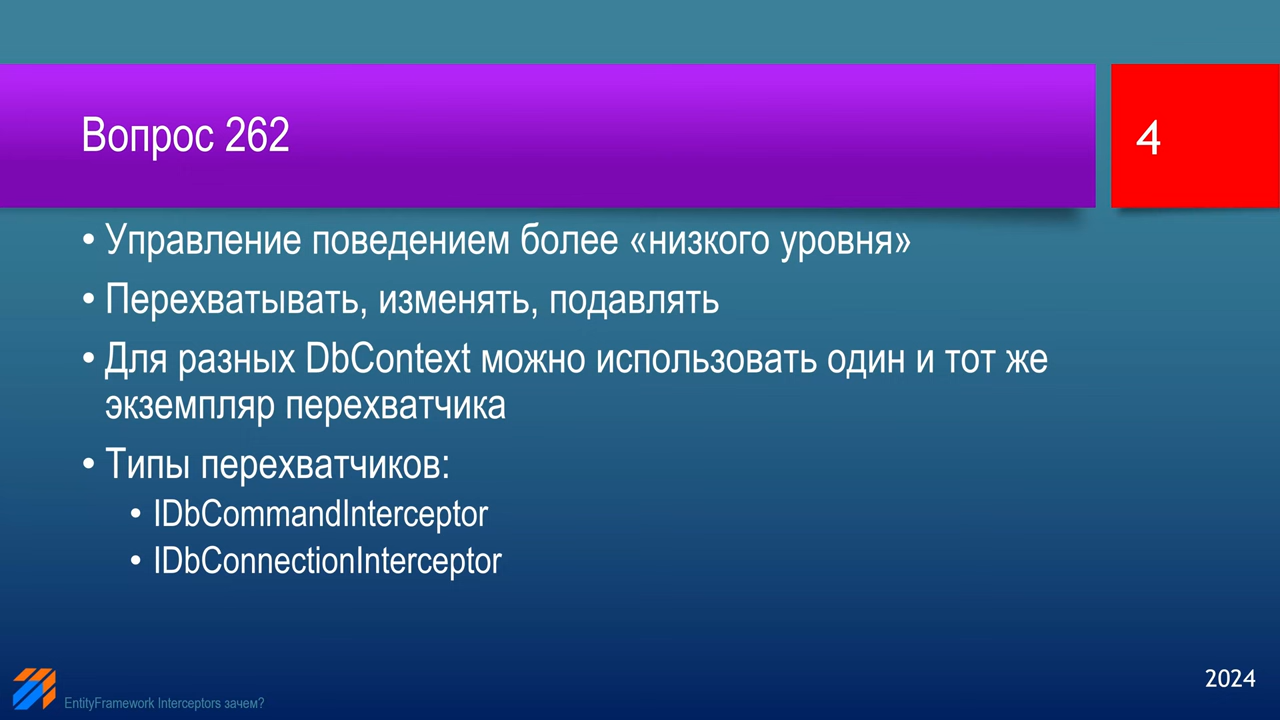 Вопрос 262
4
• Управление поведением более «низкого уровня»
• Перехватывать, изменять, подавлять
• Для разных DbContext можно использовать один и тот же
экземпляр перехватчика
• Типы перехватчиков:
• IDbCommandInterceptor
• IDbConnectionInterceptor
2024
EntityFramework Interceptors зачем?